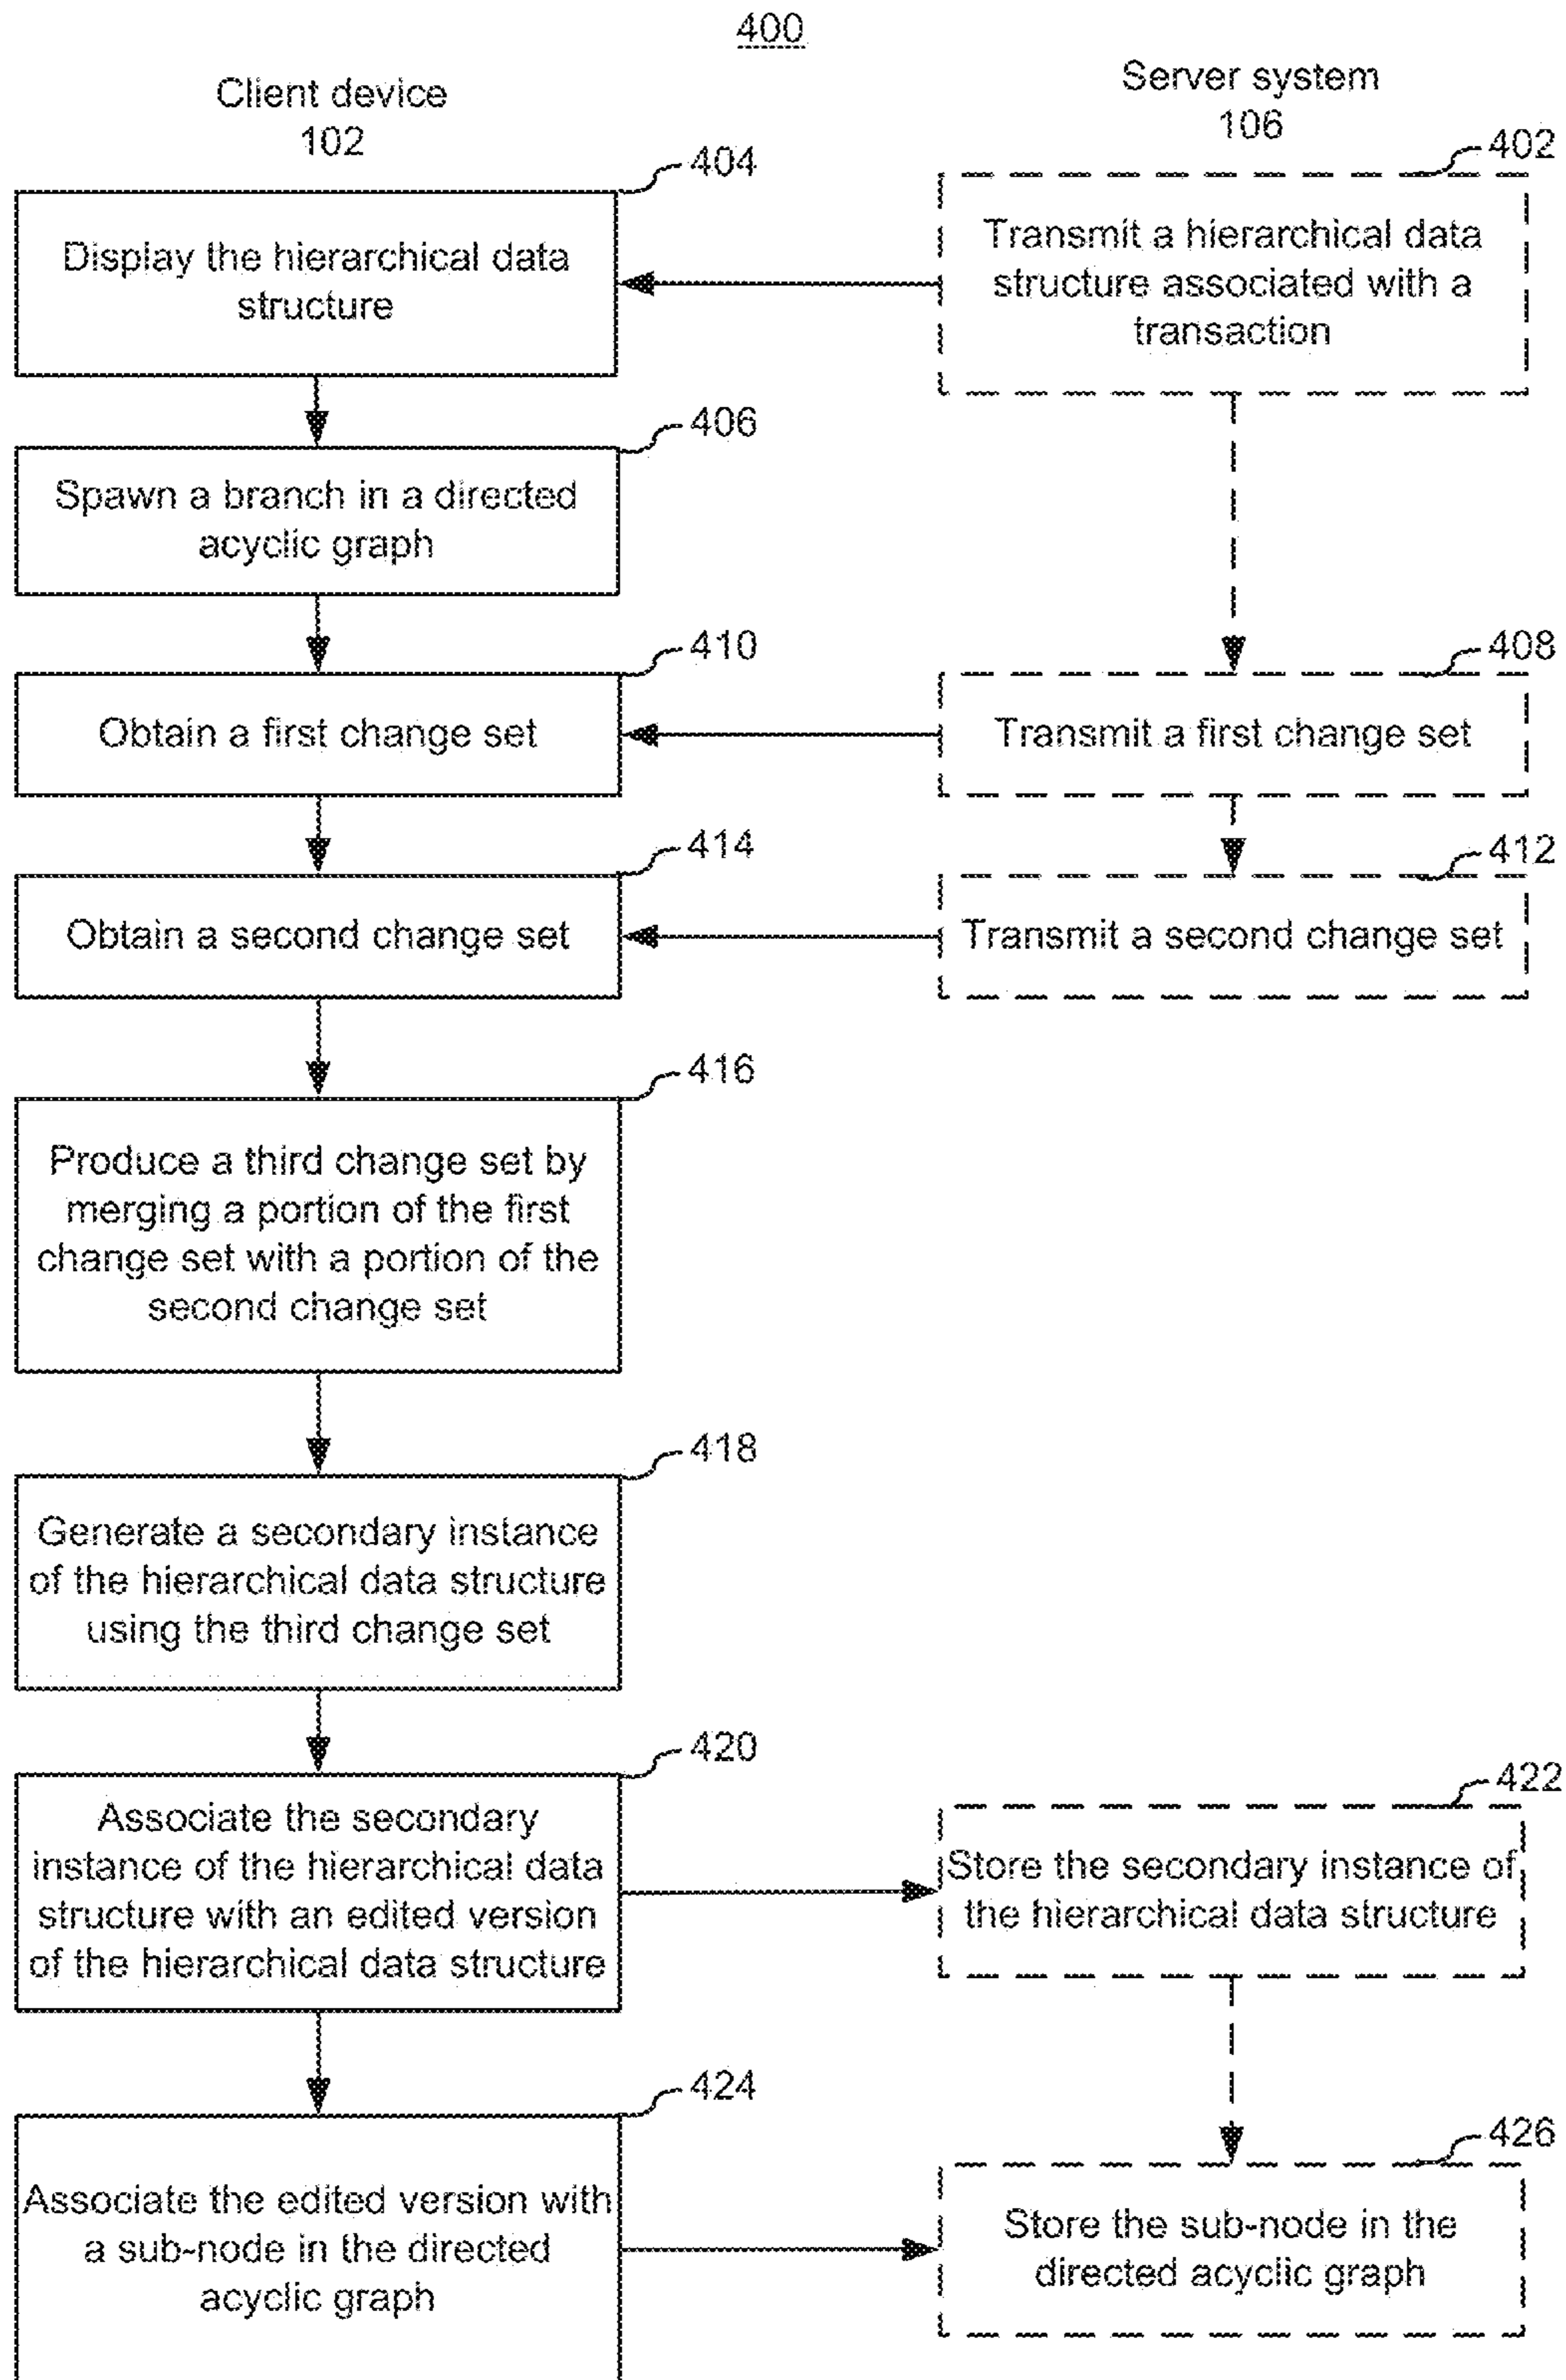 400
Client device
102
Server system
106
404
Display the hierarchical data
structure
402
Transmit a hierarchical data
structure associated with a
transaction
406
Spawn a branch in a directed
acyclic graph
410
Obtain a first change set
408
Transmit a first change set
414
Obtain a second change set
412
Transmit a second change set
416
Produce a third change set by
merging a portion of the first
change set with a portion of the
second change set
418
Generate a secondary instance
of the hierarchical data structure
using the third change set
420
Associate the secondary
instance of the hierarchical data
structure with an edited version
of the hierarchical data structure
422
Store the secondary instance of
the hierarchical data structure
424
Associate the edited version with
a sub-node in the directed
acyclic graph
426
Store the sub-node in the
directed acyclic graph